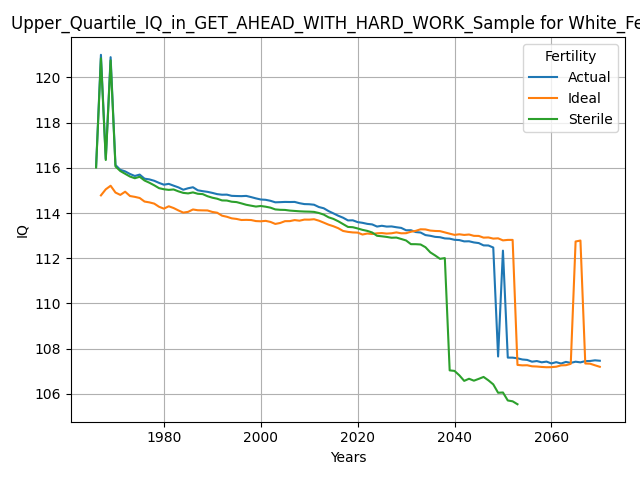 Upper_Quartile_IQ_in_GET_AHEAD_WITH_HARD_WORK_Sample for White_Fe
Fertility
Actual
Ideal
Sterile
120
118
116
114
112
110
108
106
IQ
1980
2000
2020
2040
2060
Years